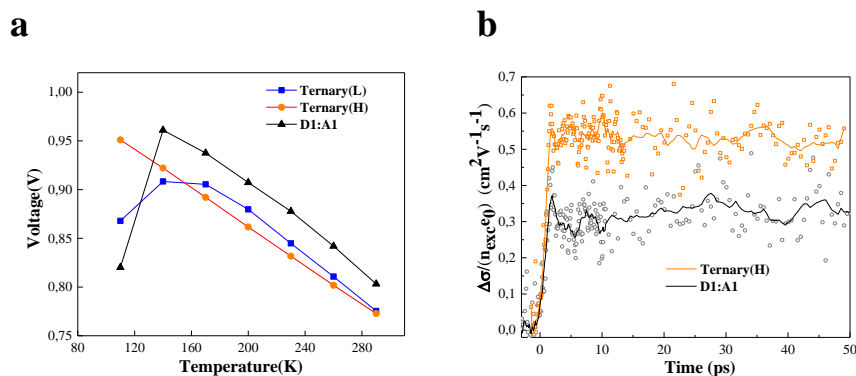 a
1,00
0,95
0,90
0,85
0,80
0,75
80
120
160
200
240
280
Voltage(V)
Temperature(K)
Ternary(L)
Ternary(H)
D1:A1
b
0,7
0,6
0,5
0,4
0,3
0,2
0,1
0,0
0
10
20
30
40
50
Δσ/(n_exc e_0) (cm²V⁻¹s⁻¹)
Time (ps)
Ternary(H)
D1:A1